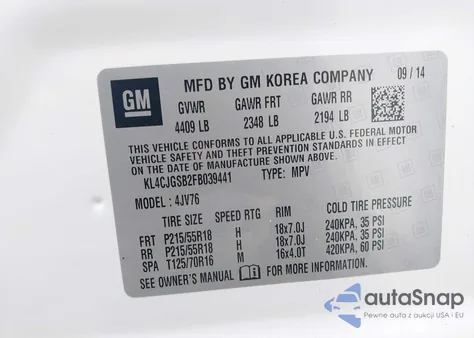 GM
MFD BY GM KOREA COMPANY 09/14
GVWR GAWR FRT GAWR RR
4409 LB 2348 LB 2194 LB
THIS VEHICLE CONFORMS TO ALL APPLICABLE U.S. FEDERAL MOTOR
VEHICLE SAFETY, BUMPER, AND THEFT PREVENTION STANDARDS IN EFFECT
ON THE DATE OF MANUFACTURE SHOWN ABOVE.
KL4CJGSB2FB039441 TYPE: MPV
MODEL: 4JV76
TIRE SIZE SPEED RTG RIM COLD TIRE PRESSURE
FRT P215/55R18 H 18x7.0J 240KPA, 35 PSI
RR P215/55R18 H 18x7.0J 240KPA, 35 PSI
SPA T125/70R16 M 16x4.0T 420KPA, 60 PSI
SEE OWNER'S MANUAL FOR MORE INFORMATION.
autoSnap
Pewne auta z aukcji USA i EU